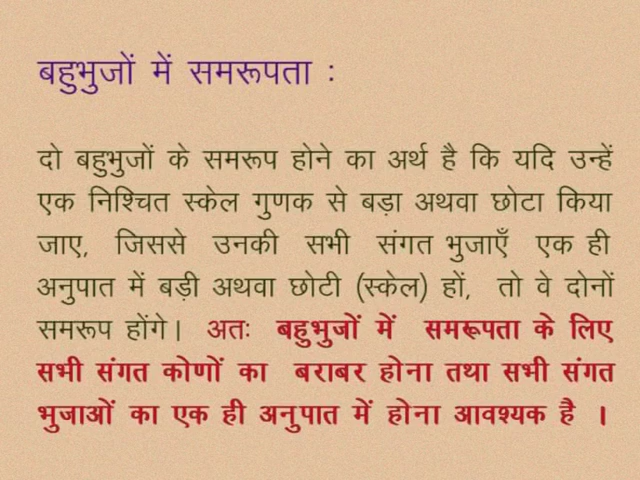 बहुभुजों में समरूपता :
दो बहुभुजों के समरूप होने का अर्थ है कि यदि उन्हें
एक निश्चित स्केल गुणक से बड़ा अथवा छोटा किया
जाए, जिससे उनकी सभी संगत भुजाएँ एक ही
अनुपात में बड़ी अथवा छोटी (स्केल) हों, तो वे दोनों
समरूप होंगे। अतः बहुभुजों में समरूपता के लिए
सभी संगत कोणों का बराबर होना तथा सभी संगत
भुजाओं का एक ही अनुपात में होना आवश्यक है ।